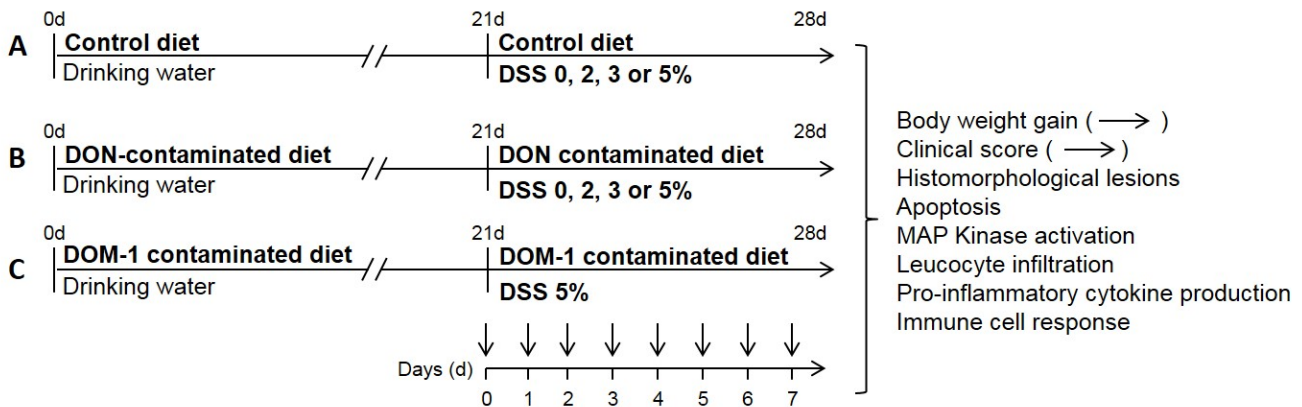 0d 21d 28d
A Control diet Control diet
Drinking water DSS 0, 2, 3 or 5%
0d 21d 28d
B DON-contaminated diet DON contaminated diet
Drinking water DSS 0, 2, 3 or 5%
0d 21d 28d
C DOM-1 contaminated diet DOM-1 contaminated diet
Drinking water DSS 5%
Days (d)
0 1 2 3 4 5 6 7
Body weight gain ( → )
Clinical score ( → )
Histomorphological lesions
Apoptosis
MAP Kinase activation
Leucocyte infiltration
Pro-inflammatory cytokine production
Immune cell response